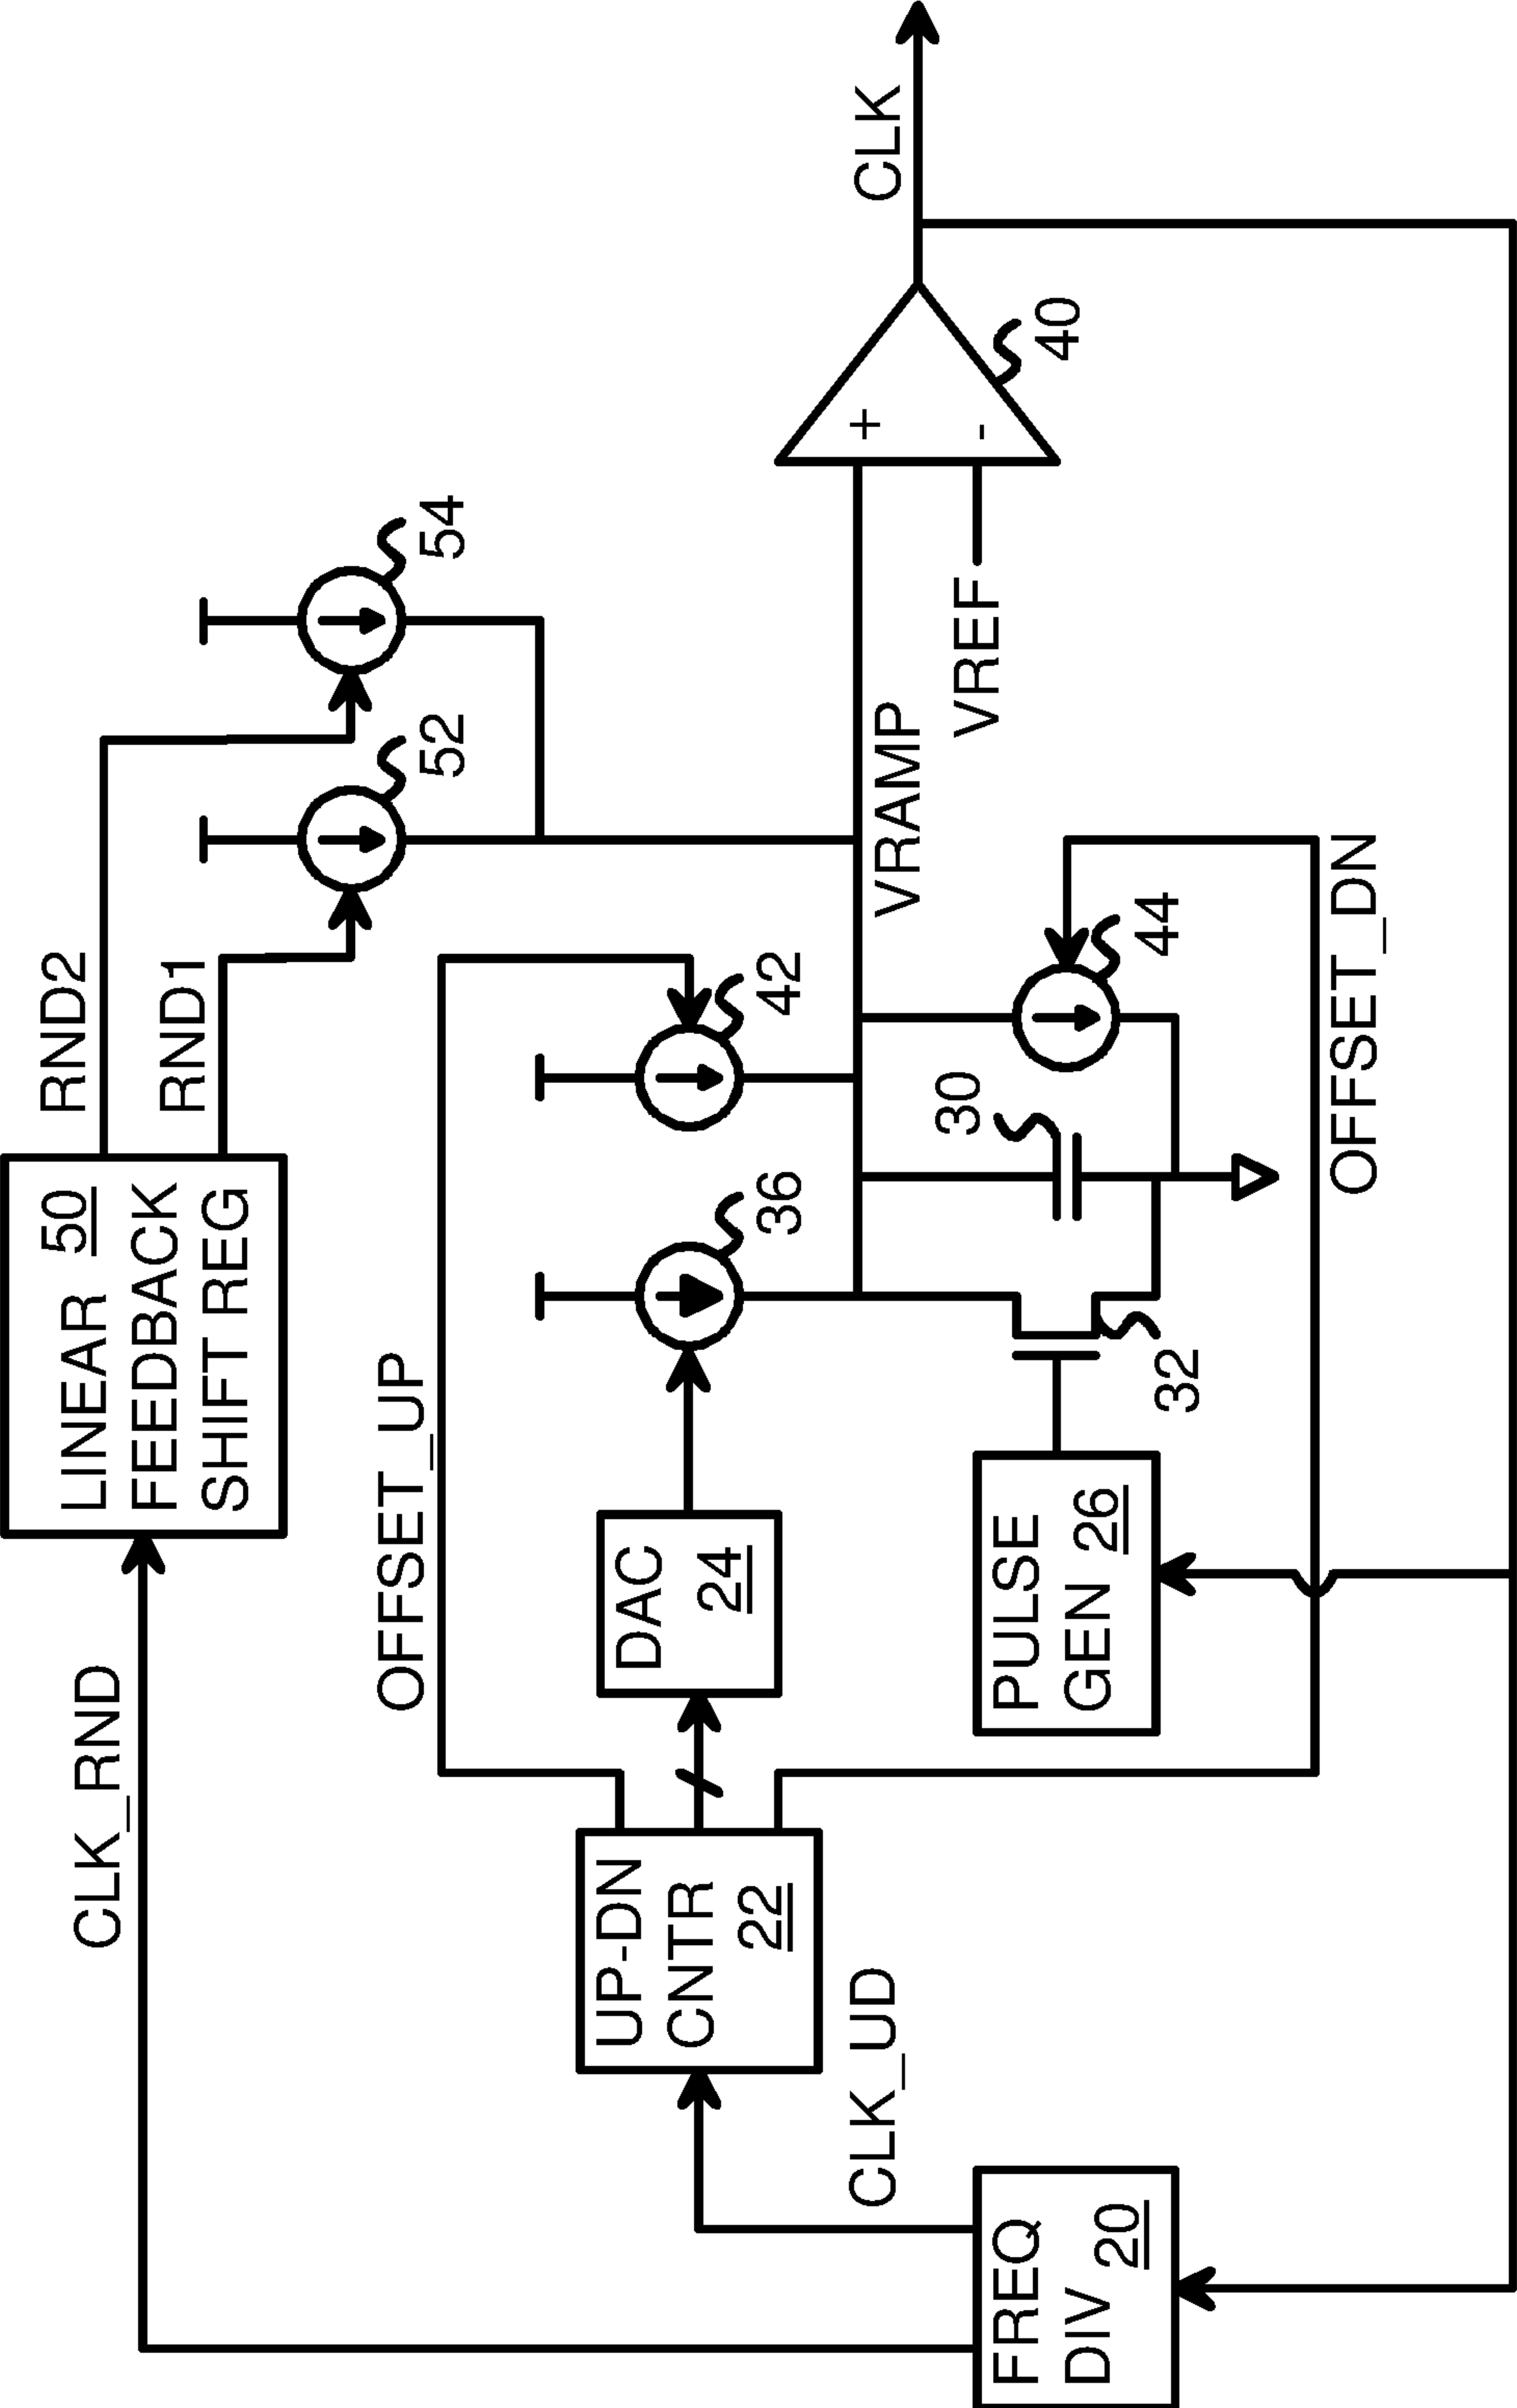 LINEAR 50
FEEDBACK
SHIFT REG
RND2
RND1
CLK_RND
54
52
OFFSET_UP
42
36
DAC
24
UP-DN
CNTR
22
CLK_UD
FREQ
DIV 20
PULSE
GEN 26
32
30
44
OFFSET_DN
VRAMP
VREF
+
-
40
CLK